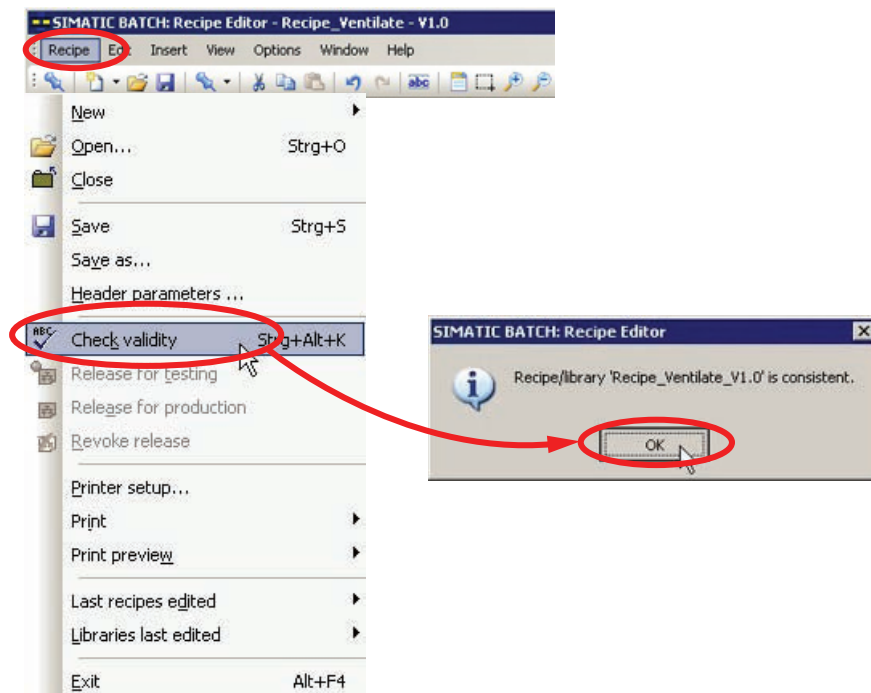 SIMATIC BATCH: Recipe Editor - Recipe_Ventilate - V1.0
Recipe Edit Insert View Options Window Help
abc
New
Open... Strg+O
Close
Save Strg+S
Save as...
Header parameters ...
ABC Check validity Strg+Alt+K
Release for testing
Release for production
Revoke release
Printer setup...
Print
Print preview
Last recipes edited
Libraries last edited
Exit Alt+F4
SIMATIC BATCH: Recipe Editor
Recipe/library 'Recipe_Ventilate_V1.0' is consistent.
OK